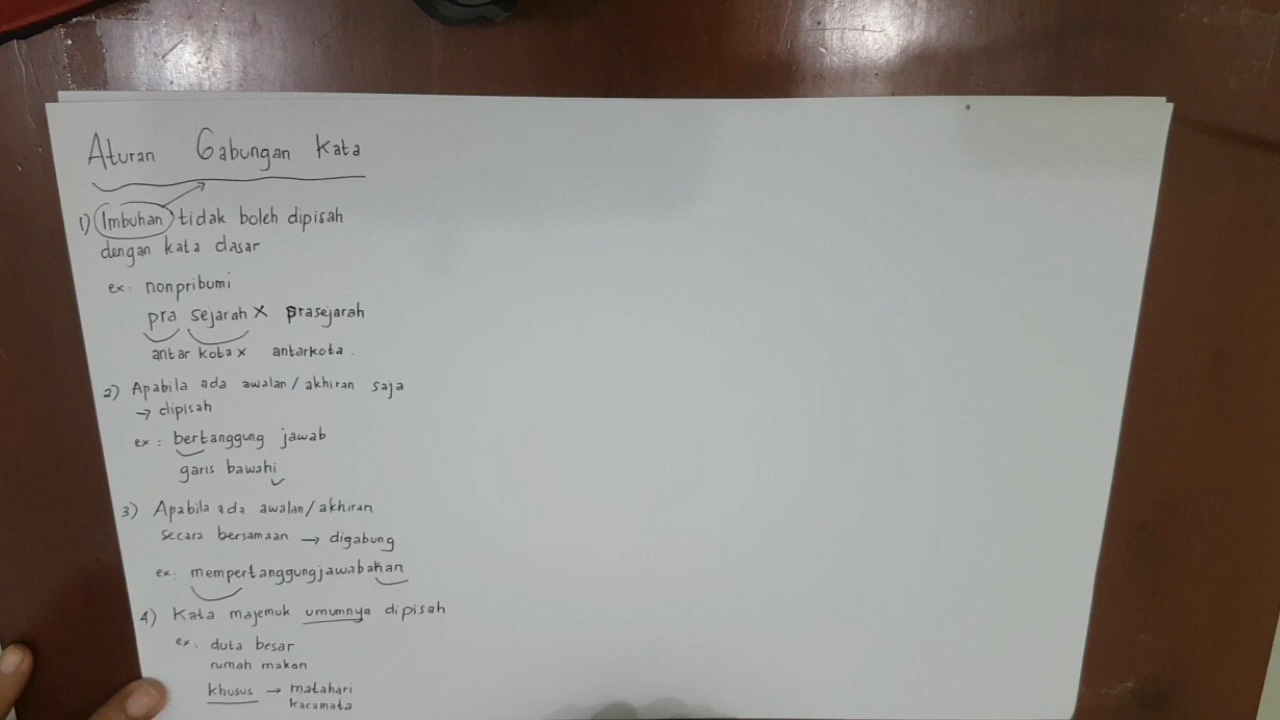 Aturan Gabungan Kata
1) Imbuhan tidak boleh dipisah
dengan kata dasar
ex: nonpribumi
pra sejarah x prasejarah
antar kota x antarkota.
2) Apabila ada awalan/akhiran saja
→ dipisah
ex: bertanggung jawab
garis bawahi
3) Apabila ada awalan/akhiran
secara bersamaan → digabung
ex: mempertanggungjawabakan
4) Kata majemuk umumnya dipisah
ex: duta besar
rumah makan
khusus → matahari
kacamata